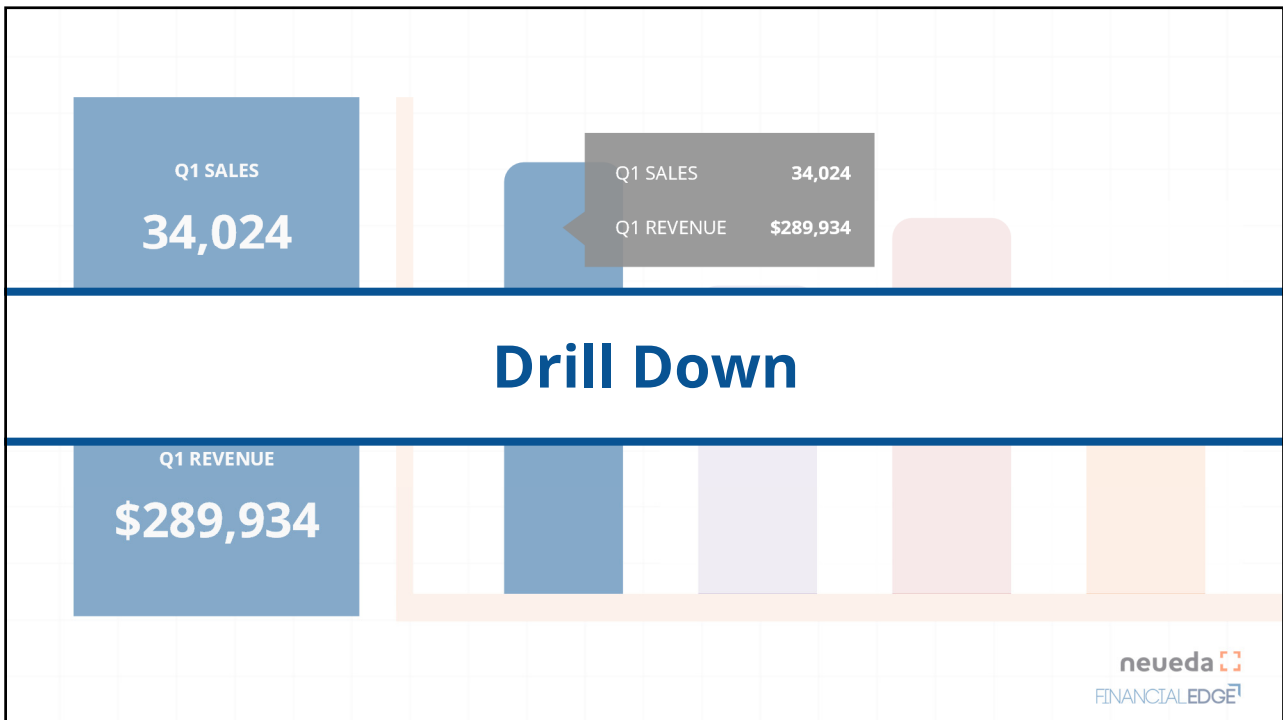 Q1 SALES
34,024
Q1 SALES 34,024
Q1 REVENUE $289,934
Drill Down
Q1 REVENUE
$289,934
neueda
FINANCIALEDGE